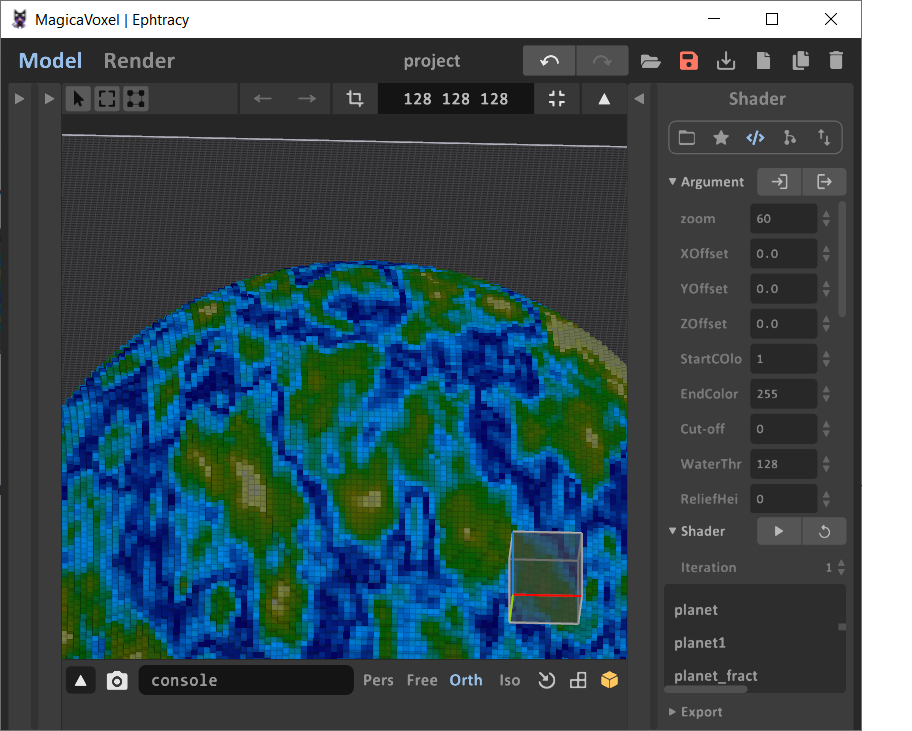 MagicaVoxel | Ephtracy
Model Render project
128 128 128
Shader
Argument
zoom 60
XOffset 0.0
YOffset 0.0
ZOffset 0.0
StartCOlo 1
EndColor 255
Cut-off 0
WaterThr 128
ReliefHei 0
Shader
Iteration 1
planet
planet1
planet_fract
console Pers Free Orth Iso
Export